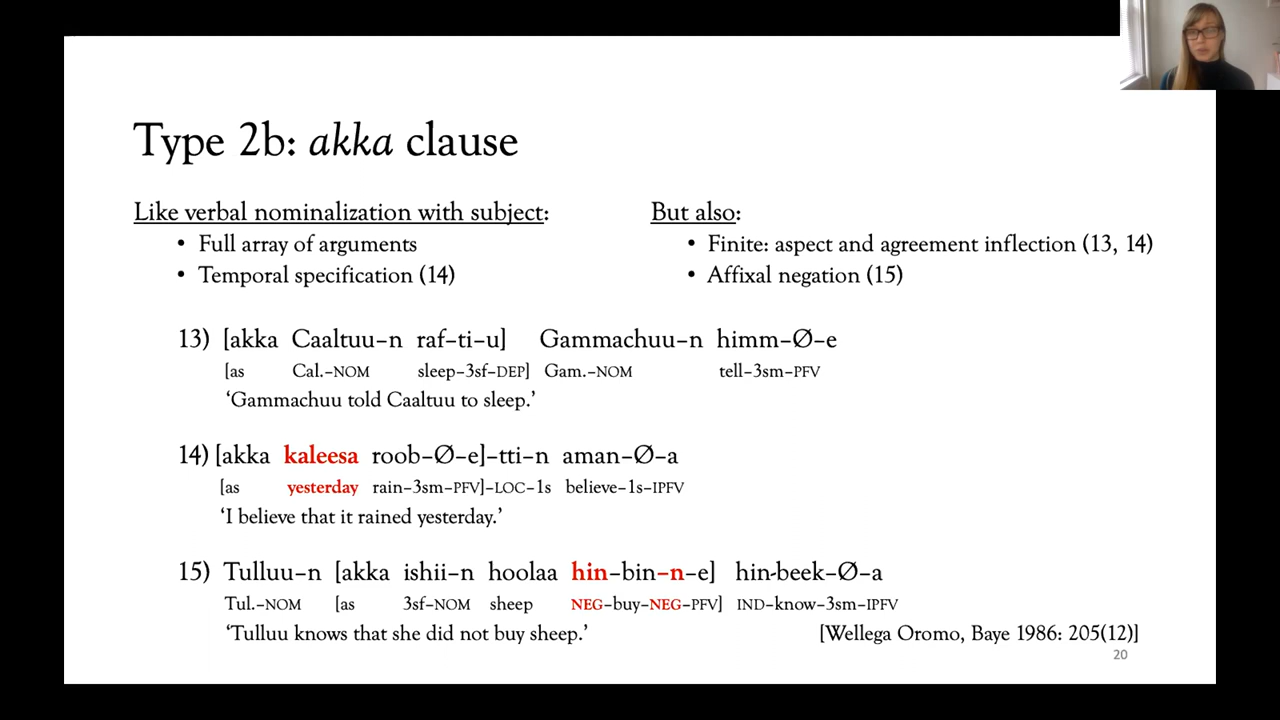 Type 2b: akka clause
Like verbal nominalization with subject:
• Full array of arguments
• Temporal specification (14)
But also:
• Finite: aspect and agreement inflection (13, 14)
• Affixal negation (15)
13) [akka Caaltuu–n raf–ti–u] Gammachuu–n himm–Ø–e
[as Cal.–NOM sleep–3sf–DEP] Gam.–NOM tell–3sm–PFV
‘Gammachuu told Caaltuu to sleep.’
14) [akka kaleesa roob–Ø–e]–tti–n aman–Ø–a
[as yesterday rain–3sm–PFV]–LOC–1s believe–1s–IPFV
‘I believe that it rained yesterday.’
15) Tulluu–n [akka ishii–n hoolaa hin–bin–n–e] hin-beek–Ø–a
Tul.–NOM [as 3sf–NOM sheep NEG–buy–NEG–PFV] IND–know–3sm–IPFV
‘Tulluu knows that she did not buy sheep.’ [Wellega Oromo, Baye 1986: 205(12)]
20